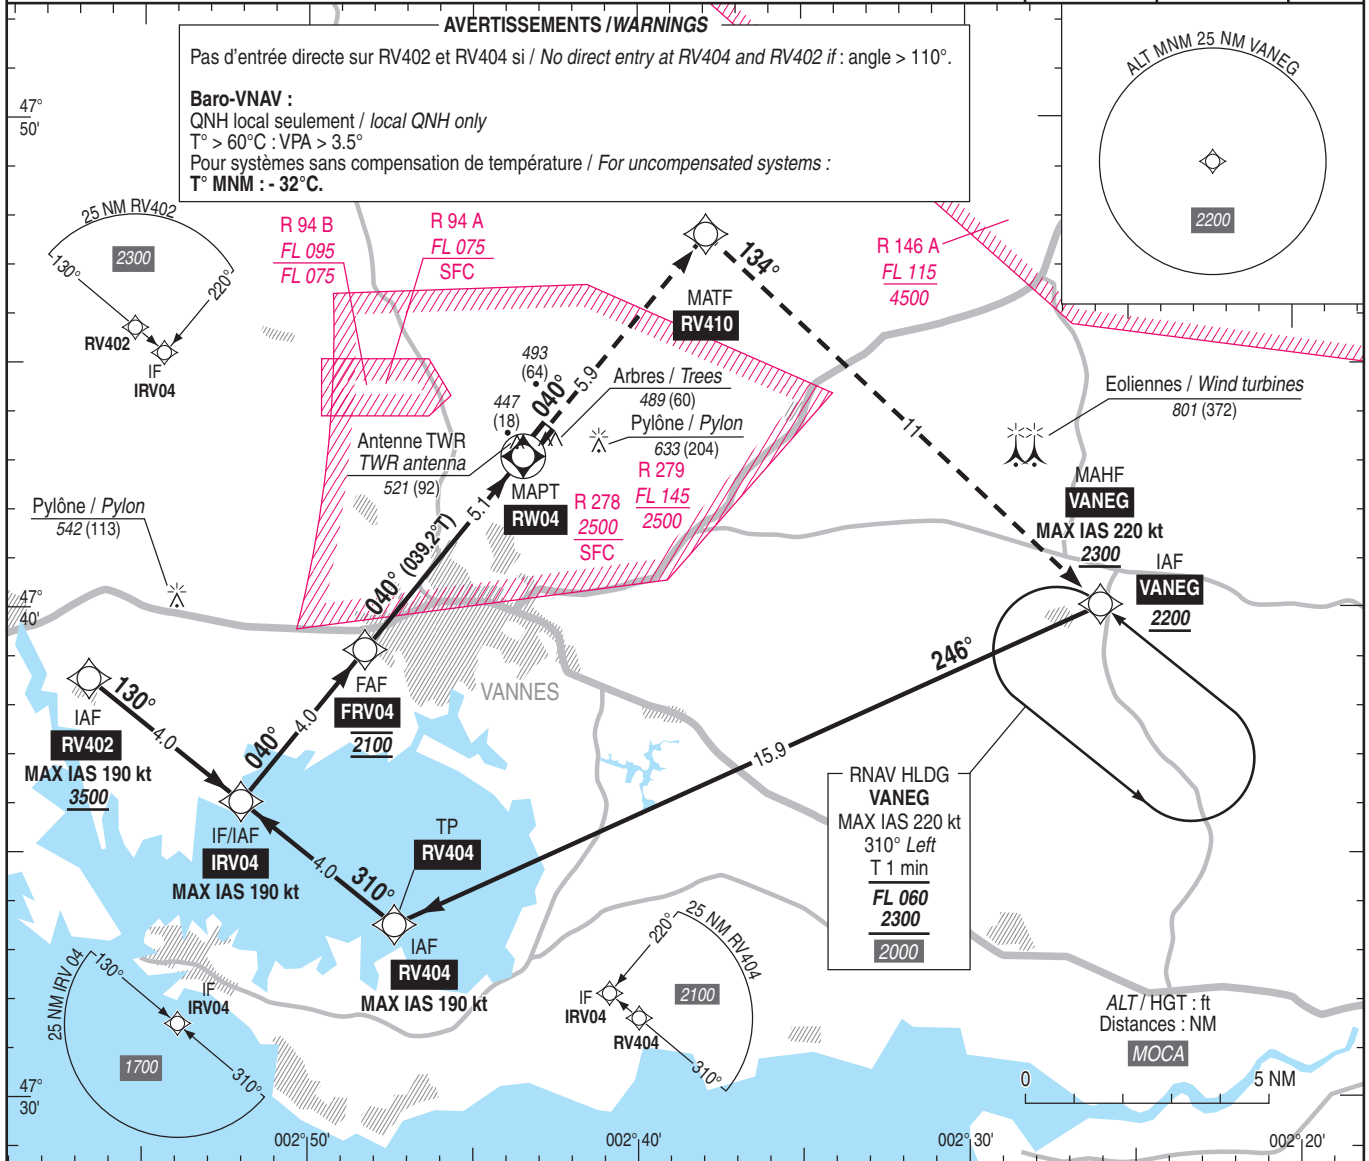 AVERTISSEMENTS / WARNINGS
Pas d'entrée directe sur RV402 et RV404 si / No direct entry at RV404 and RV402 if : angle > 110°.
Baro-VNAV :
QNH local seulement / local QNH only
T° > 60°C : VPA > 3.5°
Pour systèmes sans compensation de température / For uncompensated systems :
T° MNM : - 32°C.
ALT MNM 25 NM VANEG
2200
47°
50'
25 NM RV402
2300
130°
220°
RV402
IF
IRV04
R 94 B
FL 095
FL 075
R 94 A
FL 075
SFC
R 146 A
FL 115
4500
134°
MATF
RV410
493
(64)
040°
5.9
447
(18)
Arbres / Trees
489 (60)
Pylône / Pylon
633 (204)
Antenne TWR
TWR antenna
521 (92)
R 279
FL 145
2500
R 278
2500
SFC
MAPT
RW04
5.1
040° (039.2°T)
11
Eoliennes / Wind turbines
801 (372)
MAHF
VANEG
MAX IAS 220 kt
2300
IAF
VANEG
2200
Pylône / Pylon
542 (113)
47°
40'
246°
15.9
VANNES
FAF
FRV04
2100
130°
4.0
IAF
RV402
MAX IAS 190 kt
3500
040°
4.0
IF/IAF
IRV04
MAX IAS 190 kt
TP
RV404
310°
4.0
IAF
RV404
MAX IAS 190 kt
RNAV HLDG
VANEG
MAX IAS 220 kt
310° Left
T 1 min
FL 060
2300
2000
25 NM IRV 04
130°
IF
IRV04
1700
310°
25 NM RV404
220°
IF
IRV04
2100
RV404
310°
ALT / HGT : ft
Distances : NM
MOCA
0
5 NM
47°
30'
002° 50'
002° 40'
002° 30'
002° 20'